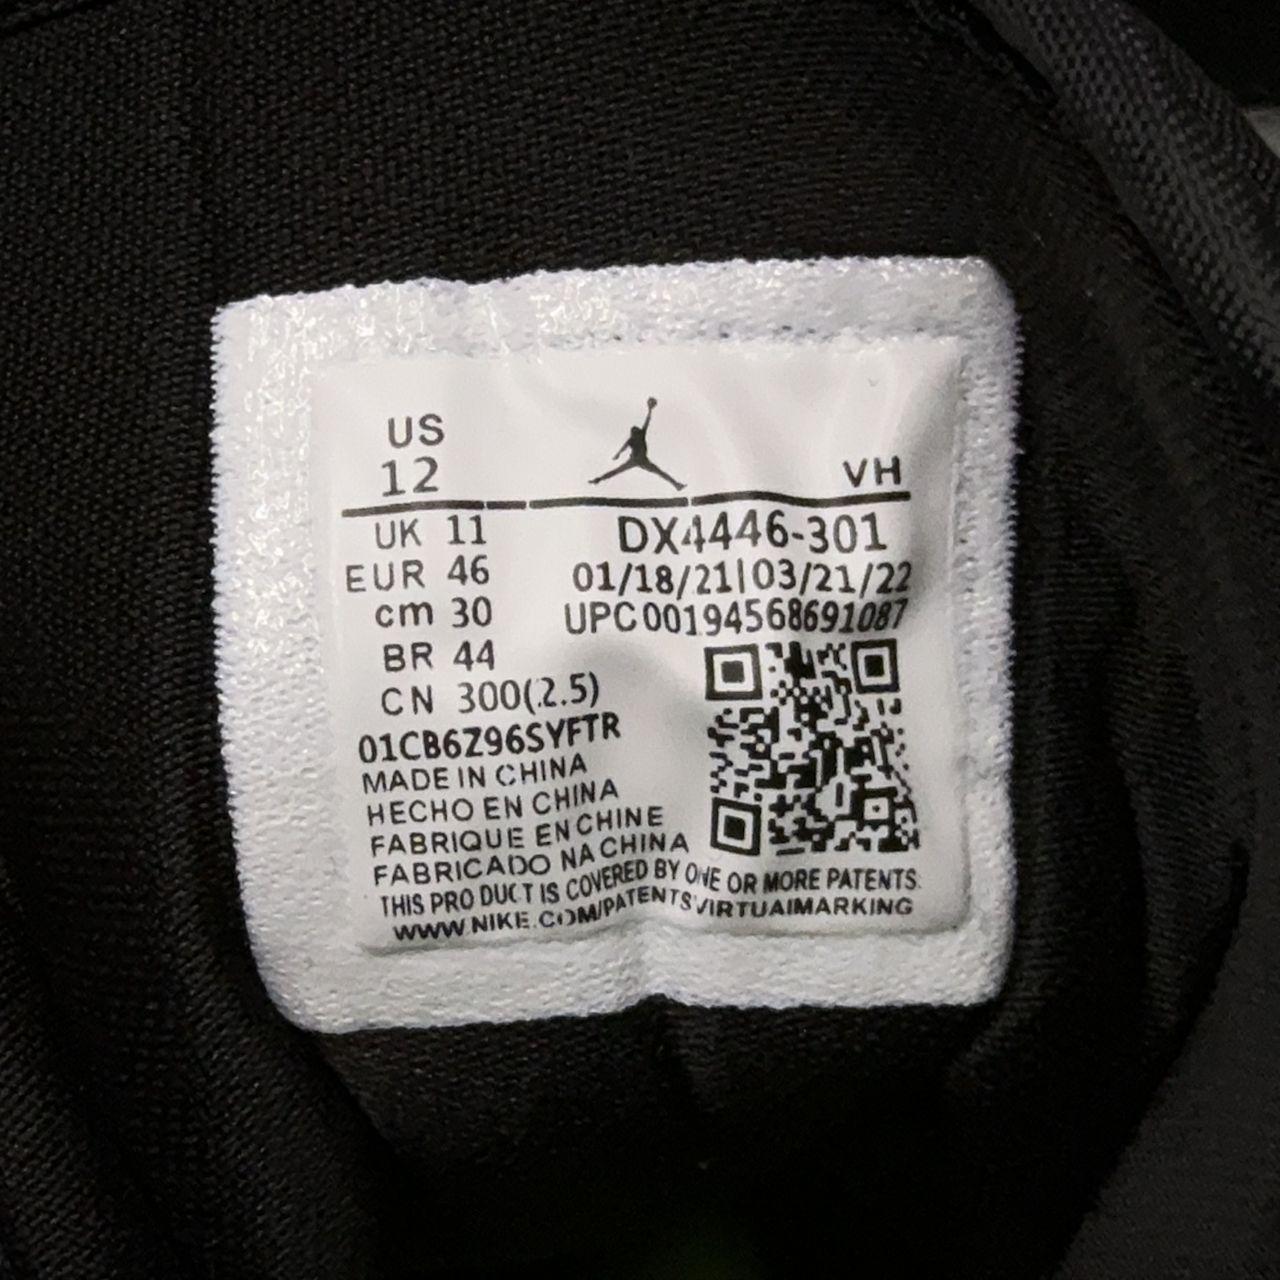 US
12
VH
UK 11
DX4446-301
EUR 46
01/18/21|03/21/22
cm 30
UPC00194568691087
BR 44
CN 300(2.5)
01CB6Z96SYFTR
MADE IN CHINA
HECHO EN CHINA
FABRIQUE EN CHINE
FABRICADO NA CHINA
THIS PRODUCT IS COVERED BY ONE OR MORE PATENTS.
WWW.NIKE.COM/PATENTSVIRTUAIMARKING